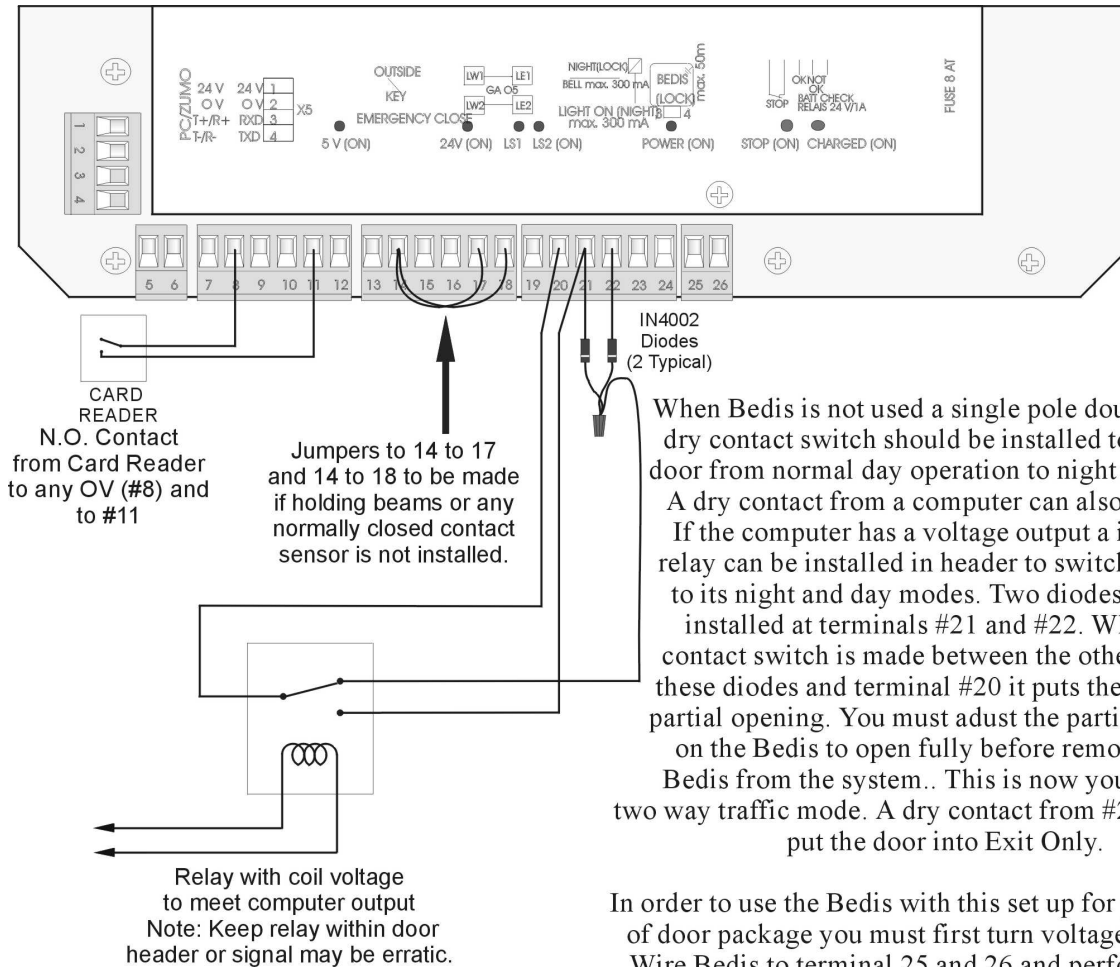 PC/ZUMO
24 V 24 V 1
O V O V 2
T+/R+ RXD 3
T-/R- TXD 4
X5
OUTSIDE
KEY
EMERGENCY CLOSE
5 V (ON)
LW1 LE1
GA O5
LW2 LE2
24V (ON) LS1 LS2 (ON)
NIGHT(LOCK)
BELL max. 300 mA
LIGHT ON (NIGHT)
max. 300 mA
BEDIS
(LOCK)
3 4
max. 50m
POWER (ON)
STOP
OK NOT
OK
BATT CHECK
RELAIS 24 V/1A
STOP (ON) CHARGED (ON)
FUSE 8 AT
1
2
3
4
5 6 7 8 9 10 11 12 13 14 15 16 17 18 19 20 21 22 23 24 25 26
CARD
READER
N.O. Contact
from Card Reader
to any OV (#8) and
to #11
Jumpers to 14 to 17
and 14 to 18 to be made
if holding beams or any
normally closed contact
sensor is not installed.
IN4002
Diodes
(2 Typical)
Relay with coil voltage
to meet computer output
Note: Keep relay within door
header or signal may be erratic.
When Bedis is not used a single pole dou
dry contact switch should be installed to
door from normal day operation to night
A dry contact from a computer can also
If the computer has a voltage output a
relay can be installed in header to switch
to its night and day modes. Two diodes
installed at terminals #21 and #22. W
contact switch is made between the othe
these diodes and terminal #20 it puts the
partial opening. You must adust the parti
on the Bedis to open fully before remo
Bedis from the system.. This is now you
two way traffic mode. A dry contact from #2
put the door into Exit Only.
In order to use the Bedis with this set up for
of door package you must first turn voltage
Wire Bedis to terminal 25 and 26 and perf